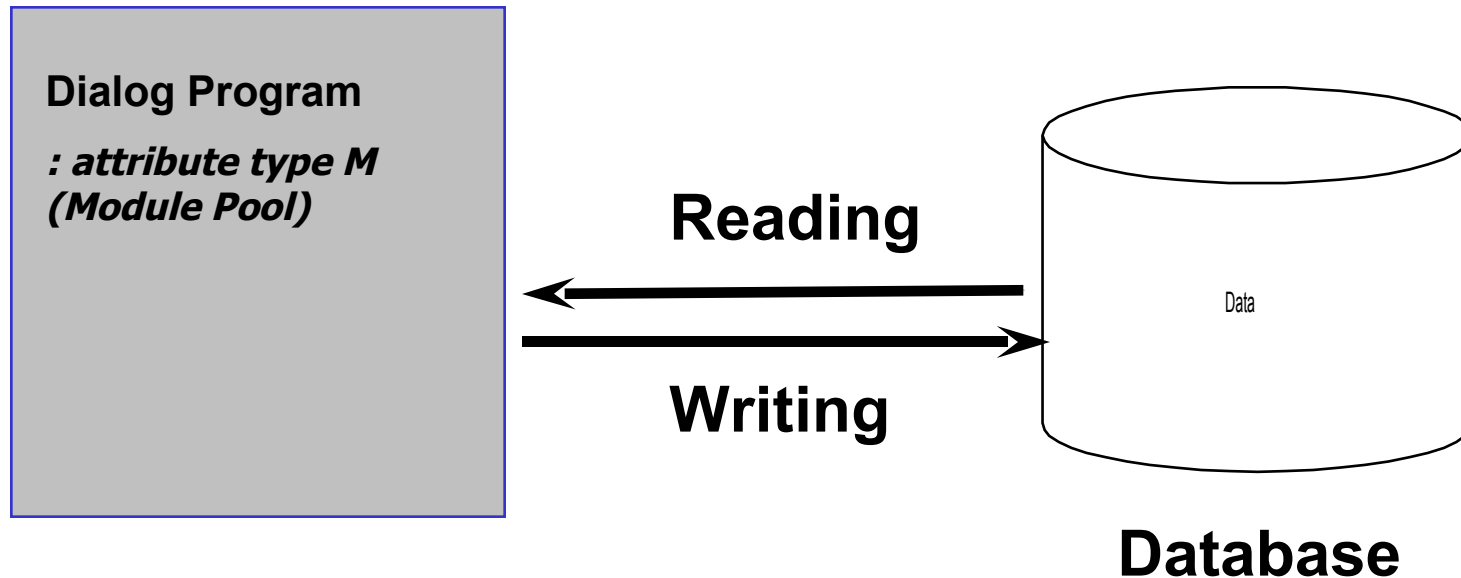 Dialog Program
: attribute type M
(Module Pool)
Reading
Data
Writing
Database